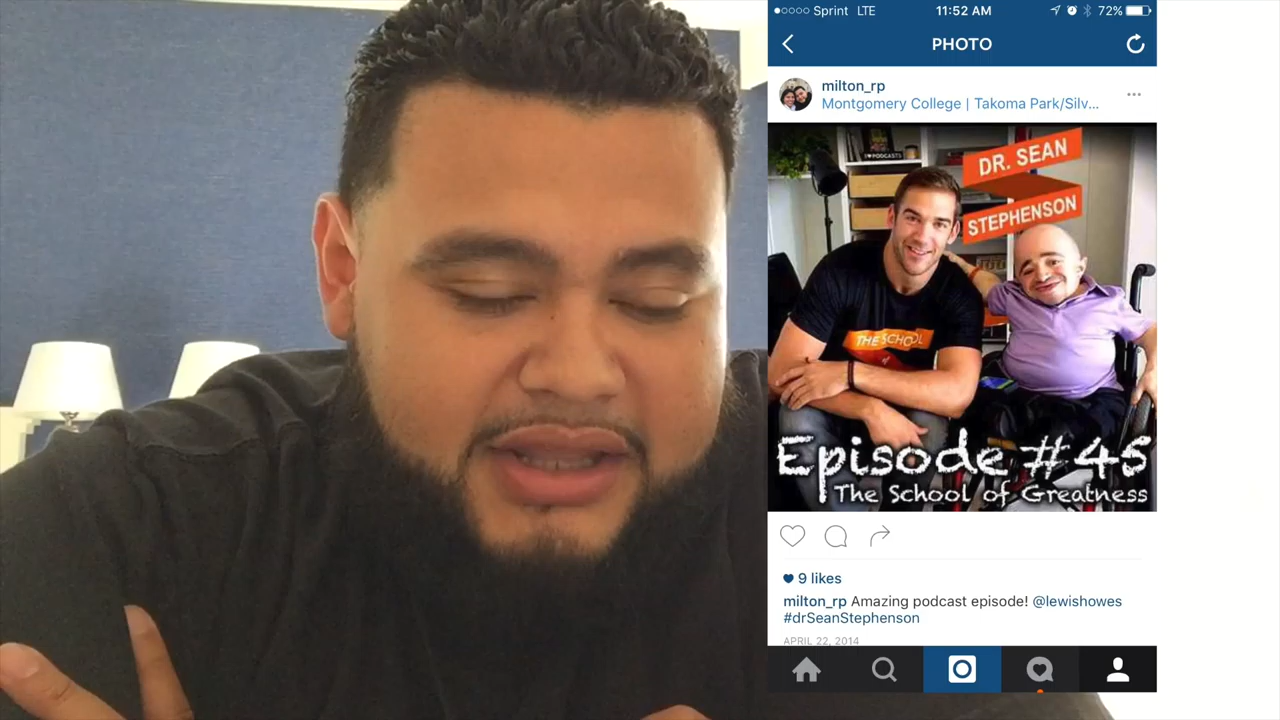 Sprint LTE 11:52 AM 72%
PHOTO
milton_rp
Montgomery College | Takoma Park/Silv...
I ♥ PODCASTS
DR. SEAN
STEPHENSON
THE SCHOOL
Episode #45
The School of Greatness
9 likes
milton_rp Amazing podcast episode! @lewishowes
#drSeanStephenson
APRIL 22, 2014